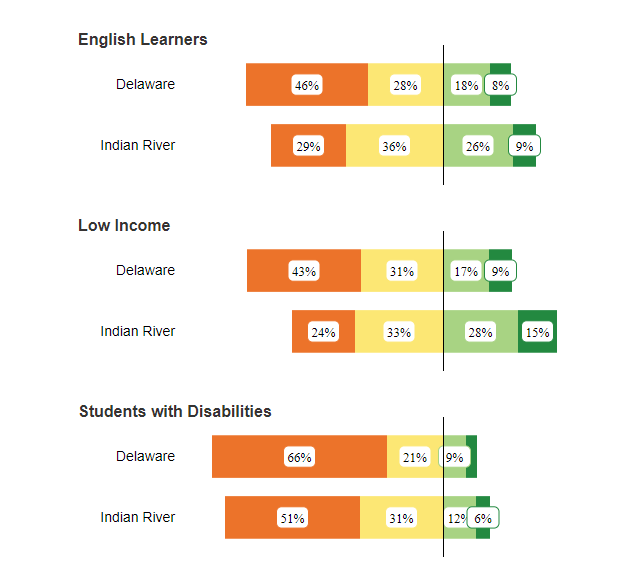 English Learners
Delaware 46% 28% 18% 8%
Indian River 29% 36% 26% 9%
Low Income
Delaware 43% 31% 17% 9%
Indian River 24% 33% 28% 15%
Students with Disabilities
Delaware 66% 21% 9%
Indian River 51% 31% 12% 6%